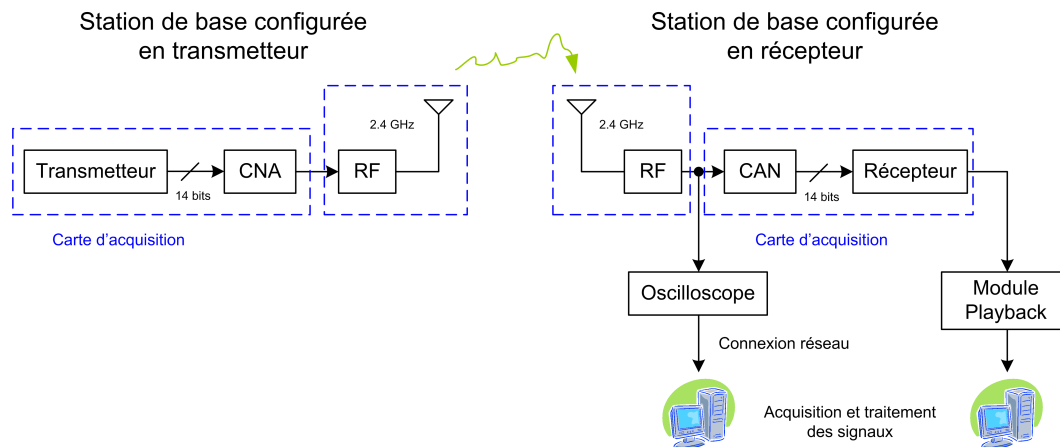 Station de base configurée
en transmetteur
Station de base configurée
en récepteur
2.4 GHz
Transmetteur
14 bits
CNA
RF
Carte d'acquisition
2.4 GHz
RF
CAN
14 bits
Récepteur
Carte d'acquisition
Oscilloscope
Module
Playback
Connexion réseau
Acquisition et traitement
des signaux